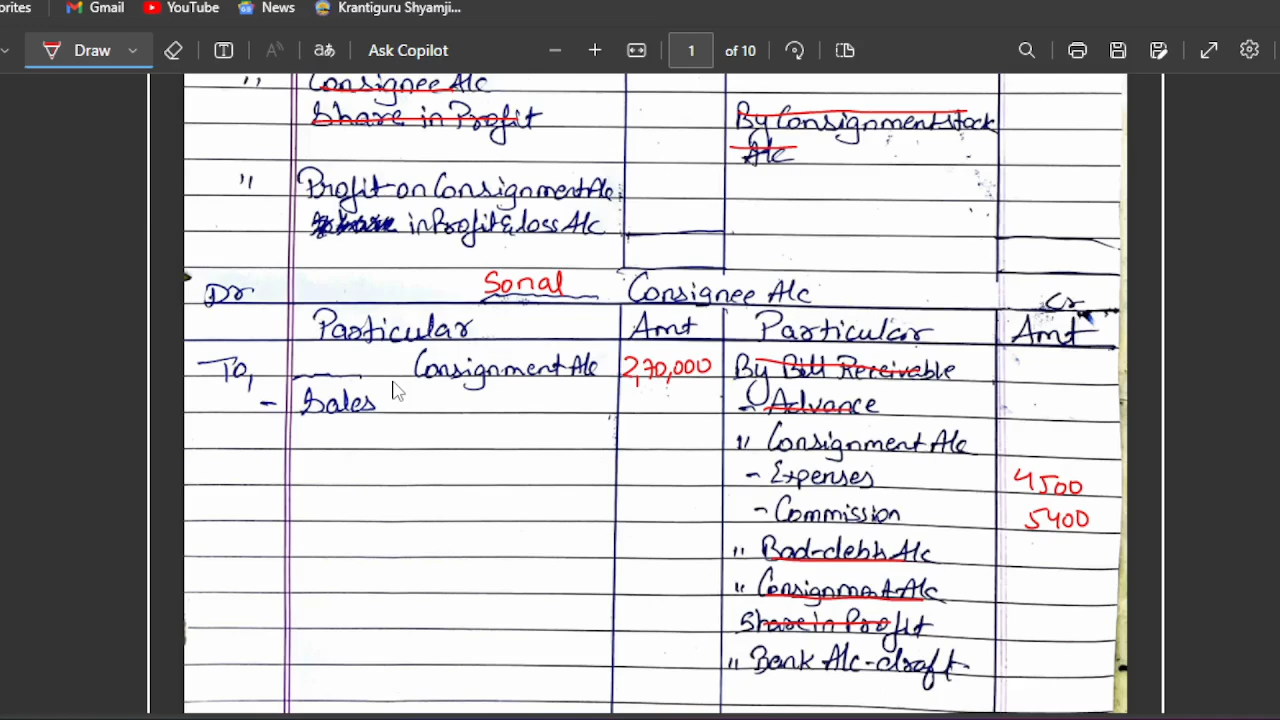 orites Gmail YouTube News Krantiguru Shyamji...
Draw Ask Copilot 1 of 10
" Consignee A/c
Share in Profit By Consignment stock
A/c
" Profit on Consignment A/c
in Profit & loss A/c
Sonal Consignee A/c
Dr Cr
Particular Amt Particular Amt
To, Consignment A/c 2,70,000 By Bill Receivable
- Sales - Advance
" Consignment A/c
- Expenses 4500
- Commission 5400
" Bad-debts A/c
" Consignment A/c
Share in Profit
" Bank A/c - draft